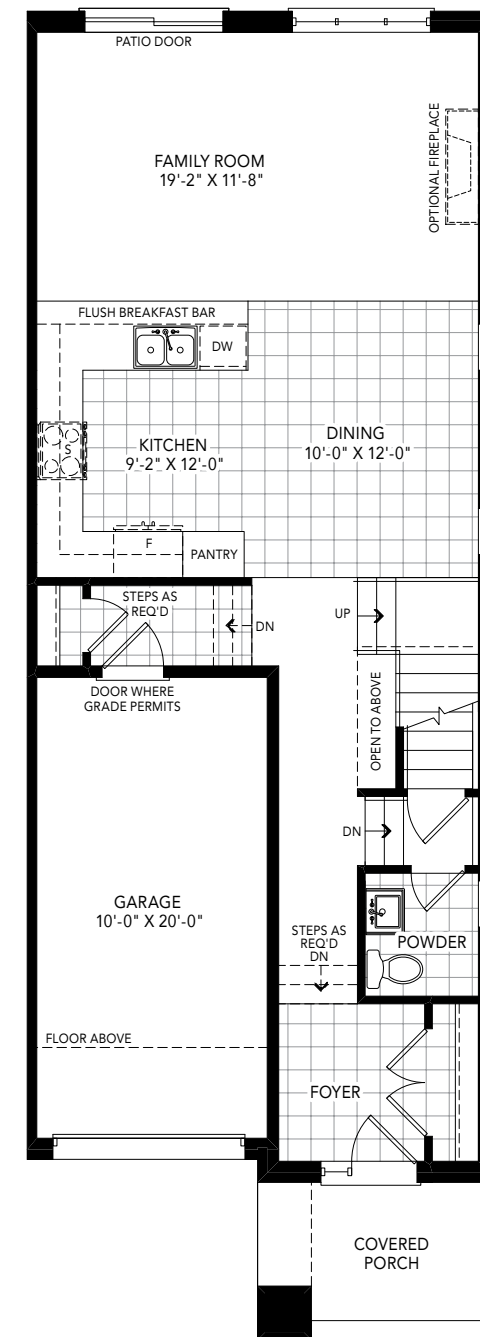 PATIO DOOR
FAMILY ROOM
19'-2" X 11'-8"
OPTIONAL FIREPLACE
FLUSH BREAKFAST BAR
DW
S
KITCHEN
9'-2" X 12'-0"
DINING
10'-0" X 12'-0"
F
PANTRY
STEPS AS
REQ'D
DN
UP
DOOR WHERE
GRADE PERMITS
OPEN TO ABOVE
DN
GARAGE
10'-0" X 20'-0"
STEPS AS
REQ'D
DN
POWDER
FLOOR ABOVE
FOYER
COVERED
PORCH